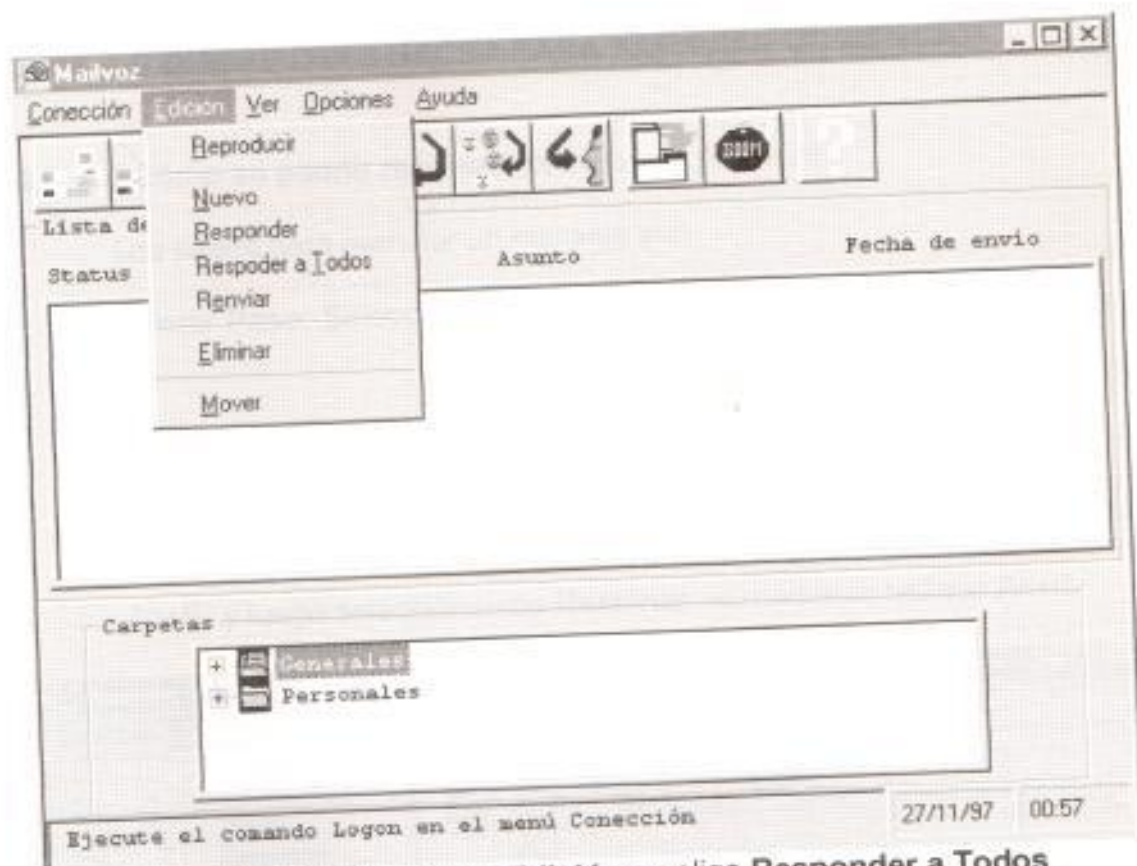 Mailvoz
Conección Edición Ver Opciones Ayuda
Reproducir
Nuevo
Responder
Respoder a Todos
Renviar
Eliminar
Mover
Lista de
Status Asunto Fecha de envio
Carpetas
Generales
Personales
Ejecute el comando Logon en el menú Conección 27/11/97 00:57
Responder a Todos